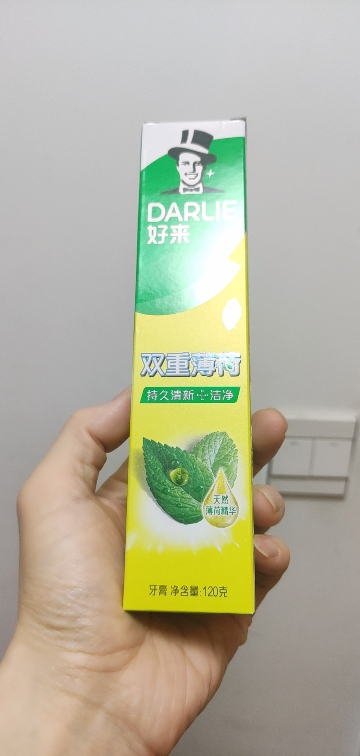 DARLIE
好来
双重薄荷
持久清新 洁净
天然
薄荷精华
牙膏 净含量:120克